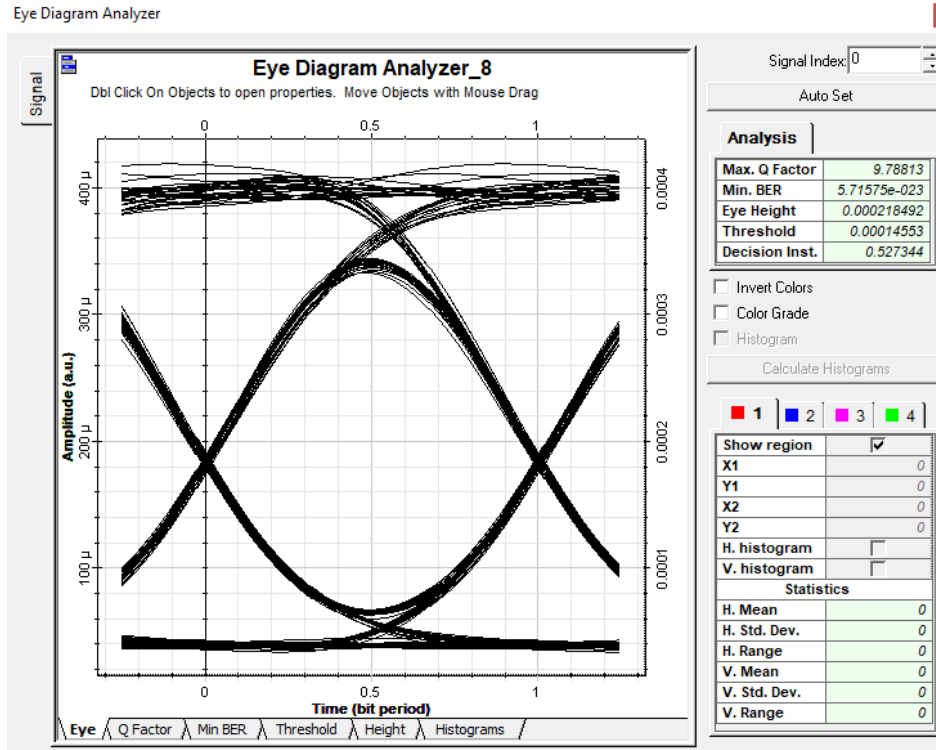 Eye Diagram Analyzer
Signal
Eye Diagram Analyzer_8
Dbl Click On Objects to open properties. Move Objects with Mouse Drag
0 0.5 1
400 µ
300 µ
200 µ
100 µ
Amplitude (a.u.)
0.0004
0.0003
0.0002
0.0001
0 0.5 1
Time (bit period)
Eye Q Factor Min BER Threshold Height Histograms
Signal Index: 0
Auto Set
Analysis
Max. Q Factor 9.78813
Min. BER 5.71575e-023
Eye Height 0.000218492
Threshold 0.00014553
Decision Inst. 0.527344
Invert Colors
Color Grade
Histogram
Calculate Histograms
1 2 3 4
Show region
X1 0
Y1 0
X2 0
Y2 0
H. histogram
V. histogram
Statistics
H. Mean 0
H. Std. Dev. 0
H. Range 0
V. Mean 0
V. Std. Dev. 0
V. Range 0